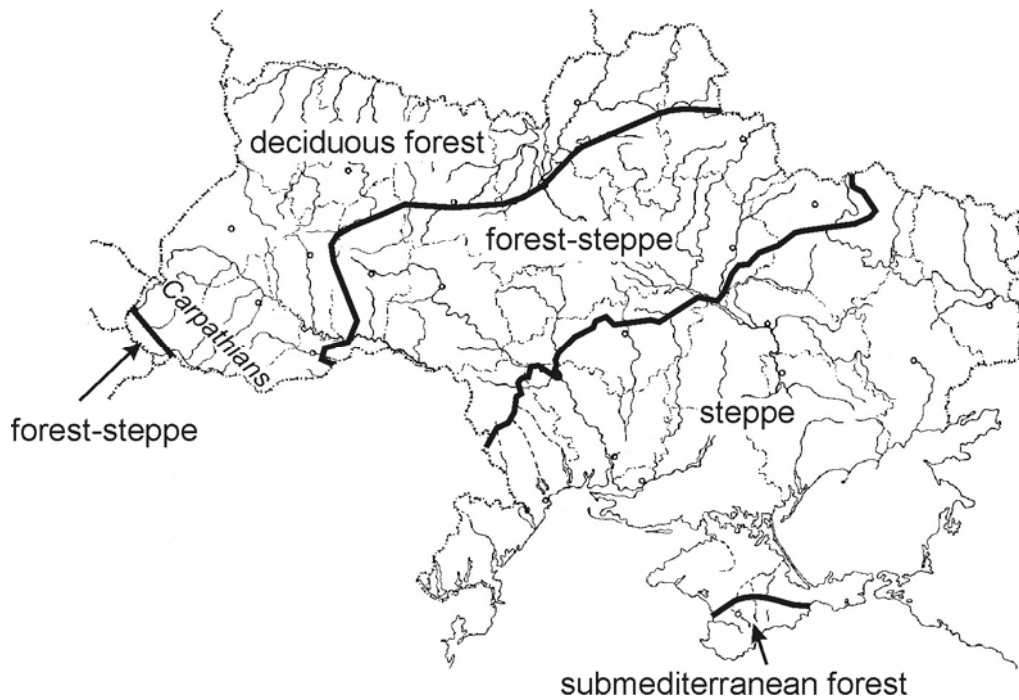 deciduous forest
forest-steppe
Carpathians
forest-steppe
steppe
submediterranean forest